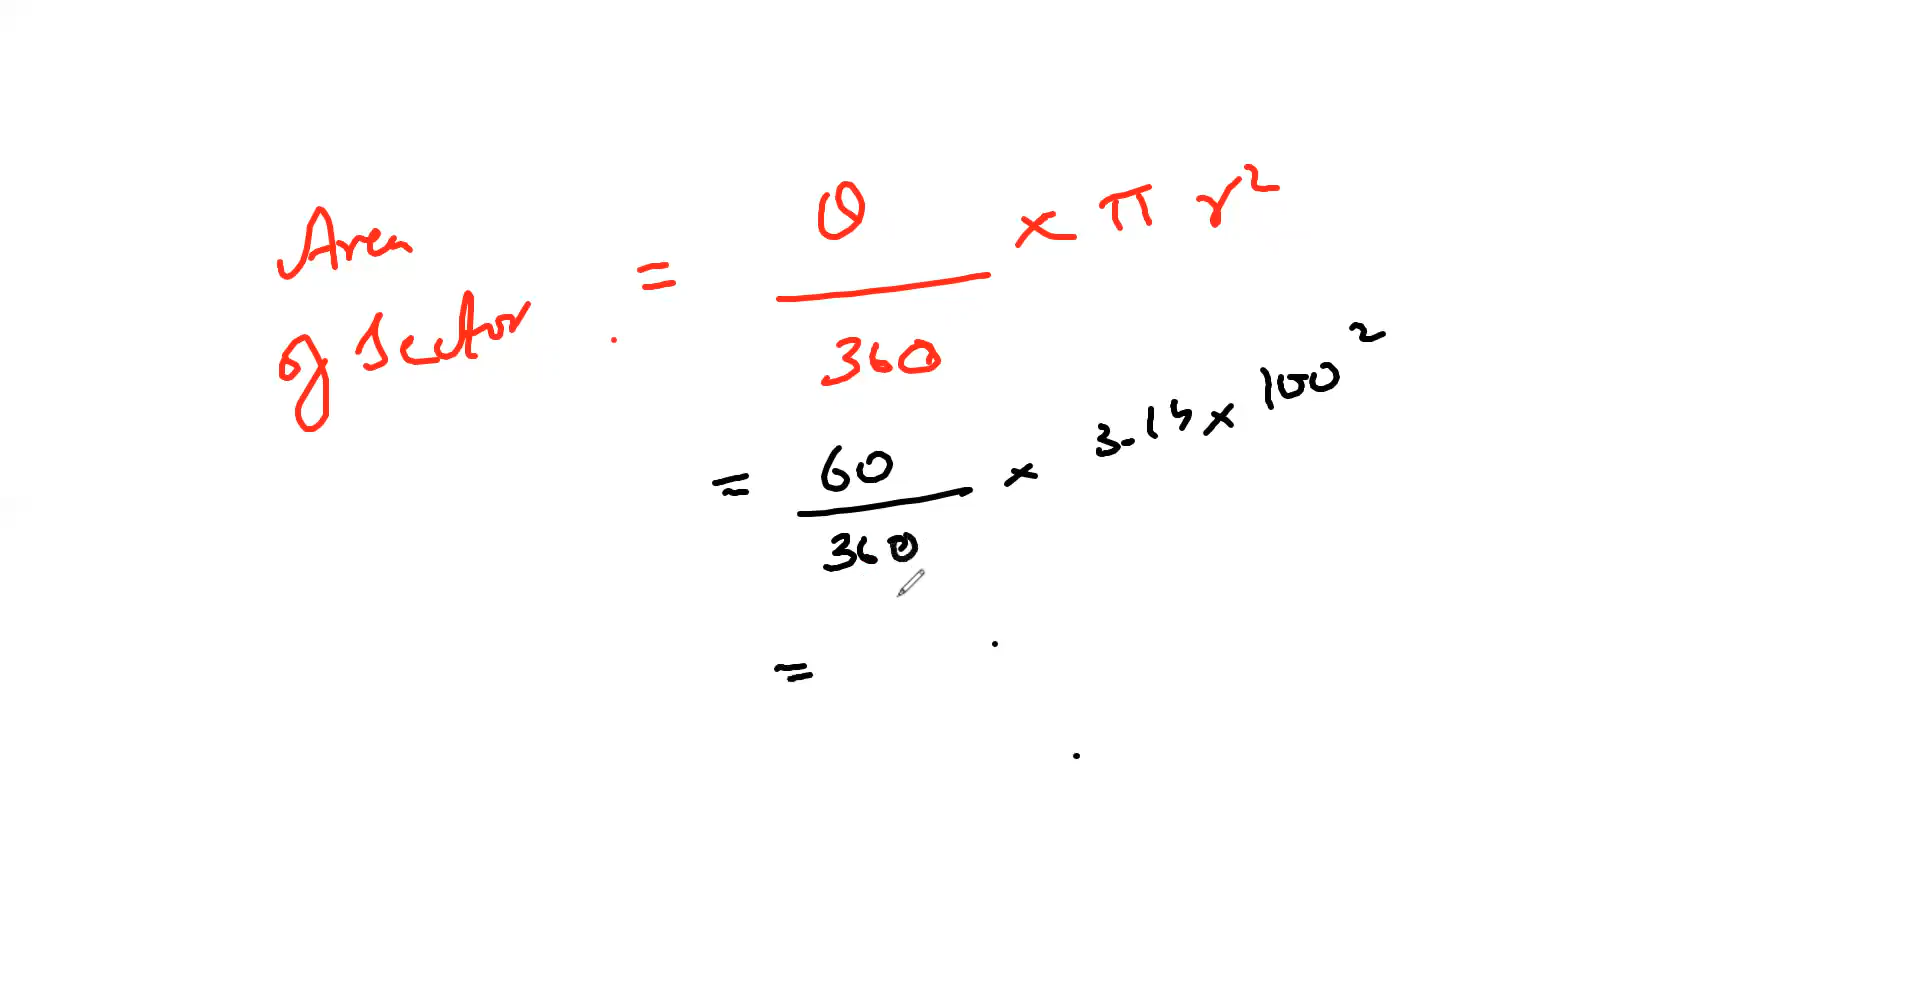 Area of Sector = θ/360 × π r²
= 60/360 × 3.14 × 100²
=